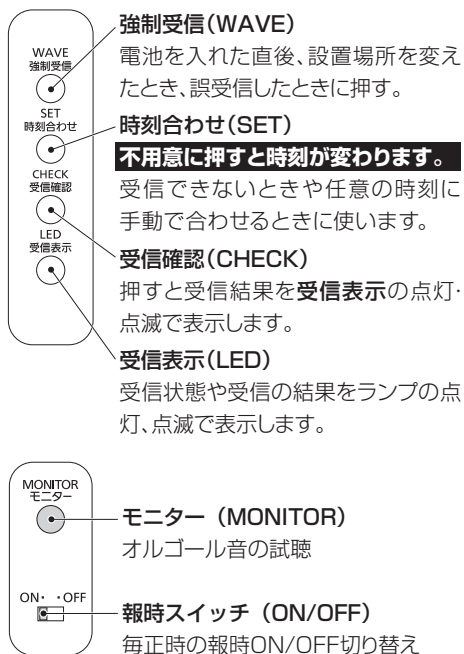 WAVE
強制受信
SET
時刻合わせ
CHECK
受信確認
LED
受信表示
強制受信(WAVE)
電池を入れた直後、設置場所を変え
たとき、誤受信したときに押す。
時刻合わせ(SET)
不用意に押すと時刻が変わります。
受信できないときや任意の時刻に
手動で合わせるときに使います。
受信確認(CHECK)
押すと受信結果を受信表示の点灯・
点滅で表示します。
受信表示(LED)
受信状態や受信の結果をランプの点
灯、点滅で表示します。
MONITOR
モニター
ON・ ・OFF
モニター（MONITOR）
オルゴール音の試聴
報時スイッチ（ON/OFF）
毎正時の報時ON/OFF切り替え